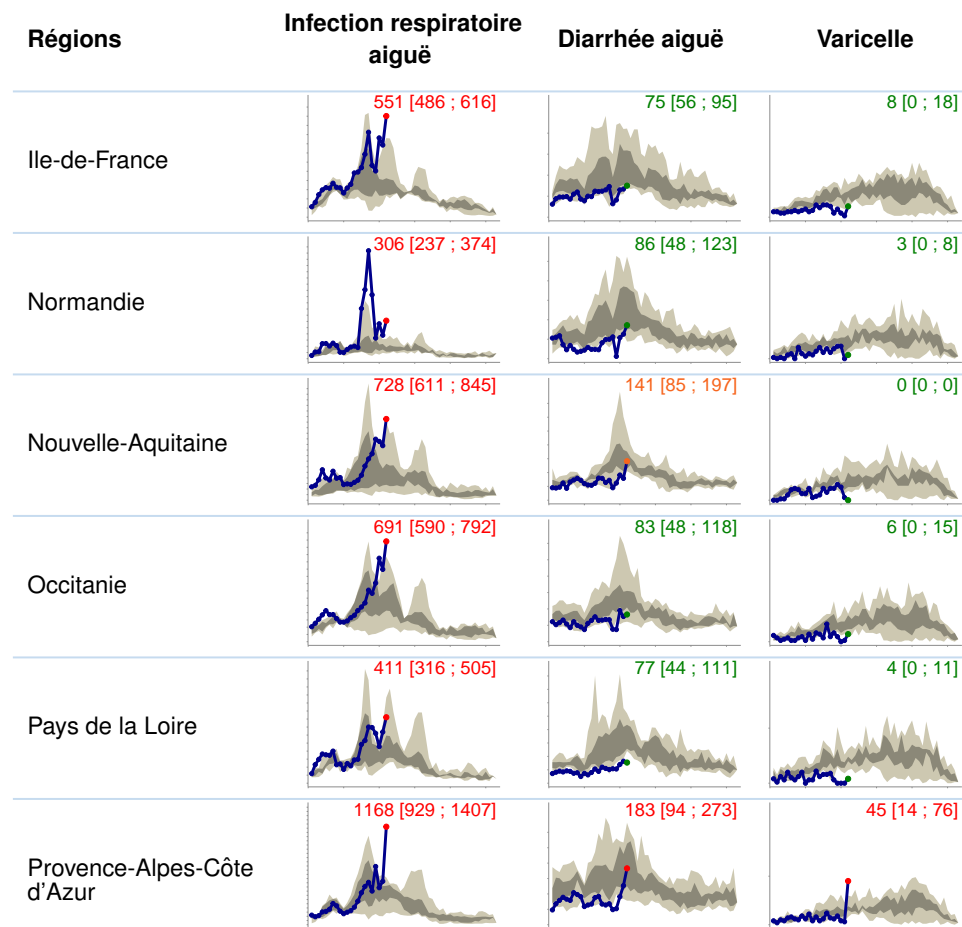 Régions
Infection respiratoire
aiguë
Diarrhée aiguë
Varicelle
Ile-de-France
551 [486 ; 616]
75 [56 ; 95]
8 [0 ; 18]
Normandie
306 [237 ; 374]
86 [48 ; 123]
3 [0 ; 8]
Nouvelle-Aquitaine
728 [611 ; 845]
141 [85 ; 197]
0 [0 ; 0]
Occitanie
691 [590 ; 792]
83 [48 ; 118]
6 [0 ; 15]
Pays de la Loire
411 [316 ; 505]
77 [44 ; 111]
4 [0 ; 11]
Provence-Alpes-Côte
d'Azur
1168 [929 ; 1407]
183 [94 ; 273]
45 [14 ; 76]